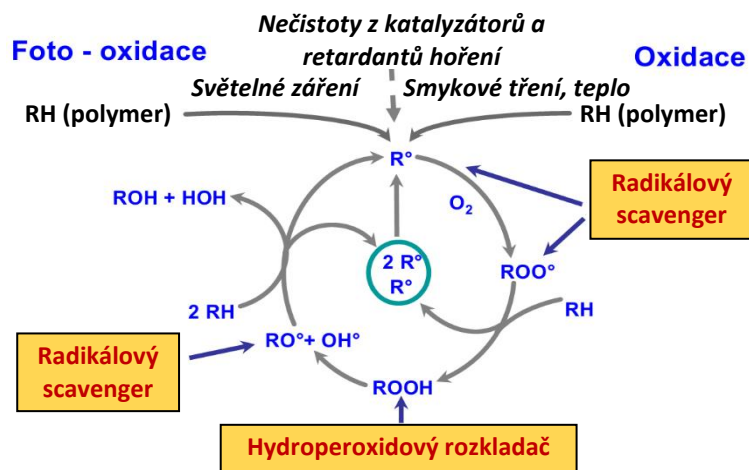 Nečistoty z katalyzátorů a
retardantů hoření
Foto - oxidace
Oxidace
Světelné záření
Smykové tření, teplo
RH (polymer)
RH (polymer)
R°
ROH + HOH
O₂
Radikálový
scavenger
2 R°
R°
ROO°
2 RH
RH
RO°+ OH°
Radikálový
scavenger
ROOH
Hydroperoxidový rozkladač